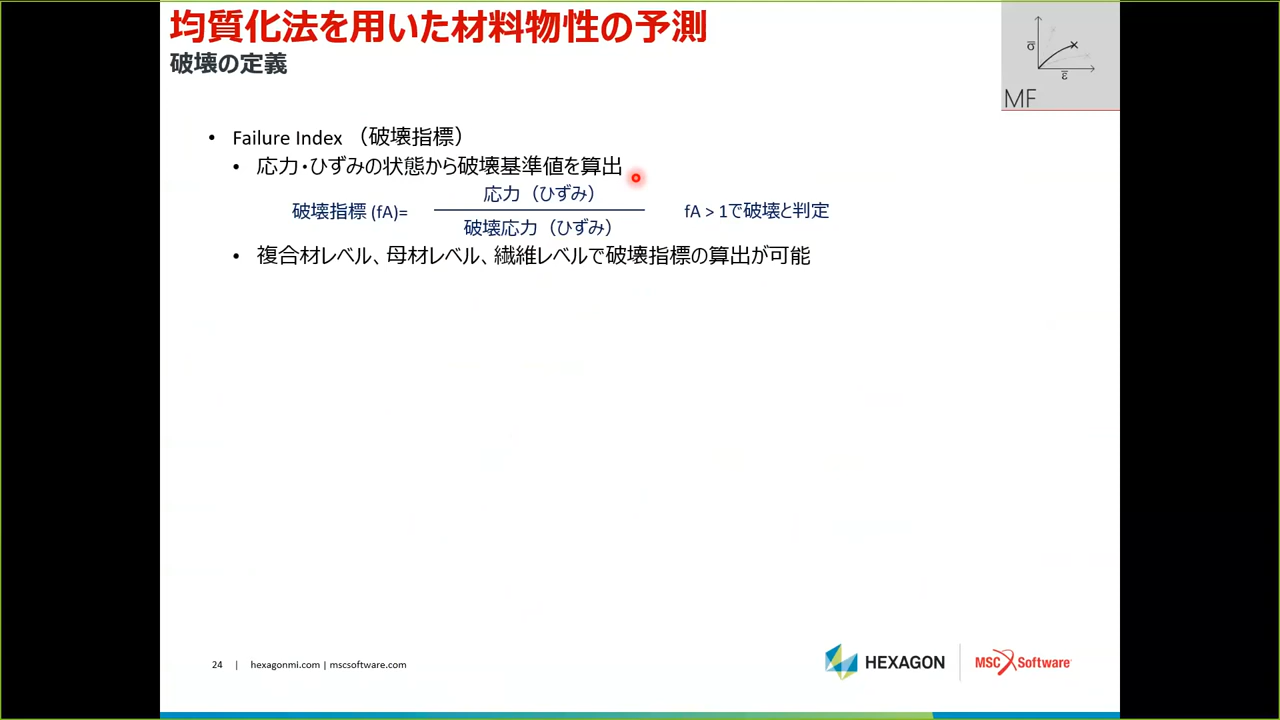 均質化法を用いた材料物性の予測
破壊の定義
σ
ε
MF
• Failure Index （破壊指標）
• 応力・ひずみの状態から破壊基準値を算出
破壊指標 (fA)=
応力（ひずみ）
破壊応力（ひずみ）
fA > 1で破壊と判定
• 複合材レベル、母材レベル、繊維レベルで破壊指標の算出が可能
24 | hexagonmi.com | mscsoftware.com
HEXAGON
MSC Software